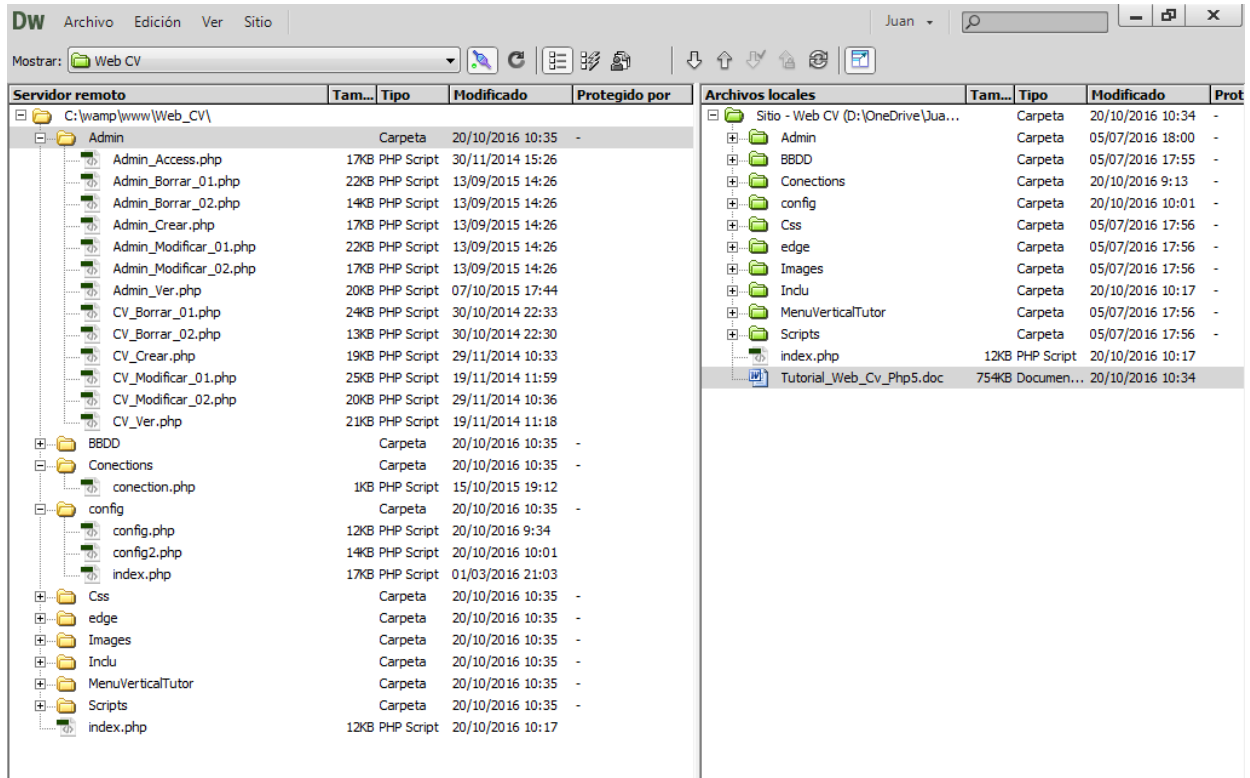 Dw Archivo Edición Ver Sitio Juan
Mostrar: Web CV
Servidor remoto Tam... Tipo Modificado Protegido por
C:\wamp\www\Web_CV\
Admin Carpeta 20/10/2016 10:35 -
Admin_Access.php 17KB PHP Script 30/11/2014 15:26
Admin_Borrar_01.php 22KB PHP Script 13/09/2015 14:26
Admin_Borrar_02.php 14KB PHP Script 13/09/2015 14:26
Admin_Crear.php 17KB PHP Script 13/09/2015 14:26
Admin_Modificar_01.php 22KB PHP Script 13/09/2015 14:26
Admin_Modificar_02.php 17KB PHP Script 13/09/2015 14:26
Admin_Ver.php 20KB PHP Script 07/10/2015 17:44
CV_Borrar_01.php 24KB PHP Script 30/10/2014 22:33
CV_Borrar_02.php 13KB PHP Script 30/10/2014 22:30
CV_Crear.php 19KB PHP Script 29/11/2014 10:33
CV_Modificar_01.php 25KB PHP Script 19/11/2014 11:59
CV_Modificar_02.php 20KB PHP Script 29/11/2014 10:36
CV_Ver.php 21KB PHP Script 19/11/2014 11:18
BBDD Carpeta 20/10/2016 10:35 -
Conections Carpeta 20/10/2016 10:35 -
conection.php 1KB PHP Script 15/10/2015 19:12
config Carpeta 20/10/2016 10:35 -
config.php 12KB PHP Script 20/10/2016 9:34
config2.php 14KB PHP Script 20/10/2016 10:01
index.php 17KB PHP Script 01/03/2016 21:03
Css Carpeta 20/10/2016 10:35 -
edge Carpeta 20/10/2016 10:35 -
Images Carpeta 20/10/2016 10:35 -
Inclu Carpeta 20/10/2016 10:35 -
MenuVerticalTutor Carpeta 20/10/2016 10:35 -
Scripts Carpeta 20/10/2016 10:35 -
index.php 12KB PHP Script 20/10/2016 10:17
Archivos locales Tam... Tipo Modificado Prot
Sitio - Web CV (D:\OneDrive\Jua... Carpeta 20/10/2016 10:34 -
Admin Carpeta 05/07/2016 18:00 -
BBDD Carpeta 05/07/2016 17:55 -
Conections Carpeta 20/10/2016 9:13 -
config Carpeta 20/10/2016 10:01 -
Css Carpeta 05/07/2016 17:56 -
edge Carpeta 05/07/2016 17:56 -
Images Carpeta 05/07/2016 17:56 -
Inclu Carpeta 20/10/2016 10:17 -
MenuVerticalTutor Carpeta 05/07/2016 17:56 -
Scripts Carpeta 05/07/2016 17:56 -
index.php 12KB PHP Script 20/10/2016 10:17
Tutorial_Web_Cv_Php5.doc 754KB Documen... 20/10/2016 10:34